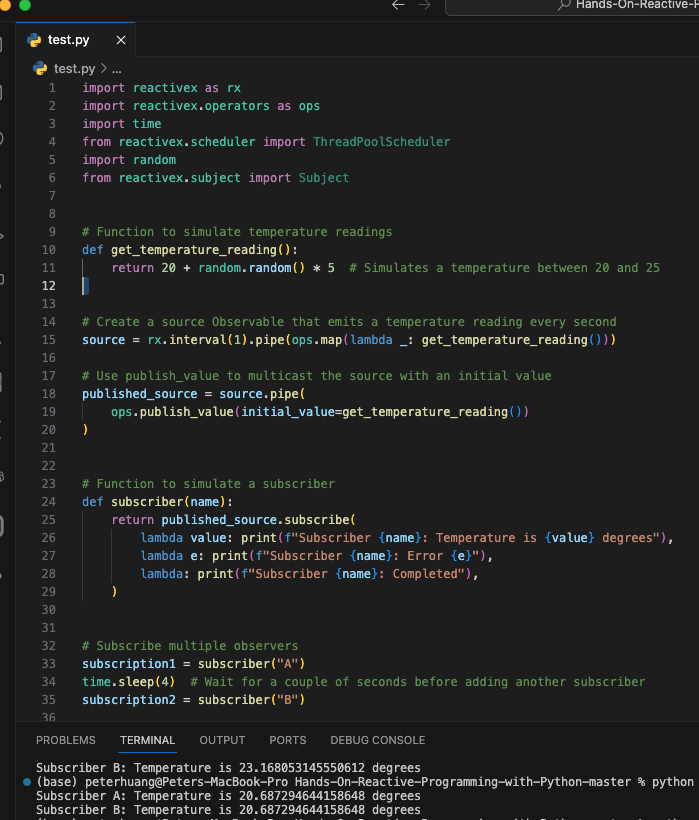 Hands-On-Reactive-P
test.py
test.py > ...
1 import reactivex as rx
2 import reactivex.operators as ops
3 import time
4 from reactivex.scheduler import ThreadPoolScheduler
5 import random
6 from reactivex.subject import Subject
7
8
9 # Function to simulate temperature readings
10 def get_temperature_reading():
11     return 20 + random.random() * 5  # Simulates a temperature between 20 and 25
12
13
14 # Create a source Observable that emits a temperature reading every second
15 source = rx.interval(1).pipe(ops.map(lambda _: get_temperature_reading()))
16
17 # Use publish_value to multicast the source with an initial value
18 published_source = source.pipe(
19     ops.publish_value(initial_value=get_temperature_reading())
20 )
21
22
23 # Function to simulate a subscriber
24 def subscriber(name):
25     return published_source.subscribe(
26         lambda value: print(f"Subscriber {name}: Temperature is {value} degrees"),
27         lambda e: print(f"Subscriber {name}: Error {e}"),
28         lambda: print(f"Subscriber {name}: Completed"),
29     )
30
31
32 # Subscribe multiple observers
33 subscription1 = subscriber("A")
34 time.sleep(4)  # Wait for a couple of seconds before adding another subscriber
35 subscription2 = subscriber("B")
36
PROBLEMS TERMINAL OUTPUT PORTS DEBUG CONSOLE
Subscriber B: Temperature is 23.168053145550612 degrees
(base) peterhuang@Peters-MacBook-Pro Hands-On-Reactive-Programming-with-Python-master % python
Subscriber A: Temperature is 20.687294644158648 degrees
Subscriber B: Temperature is 20.687294644158648 degrees